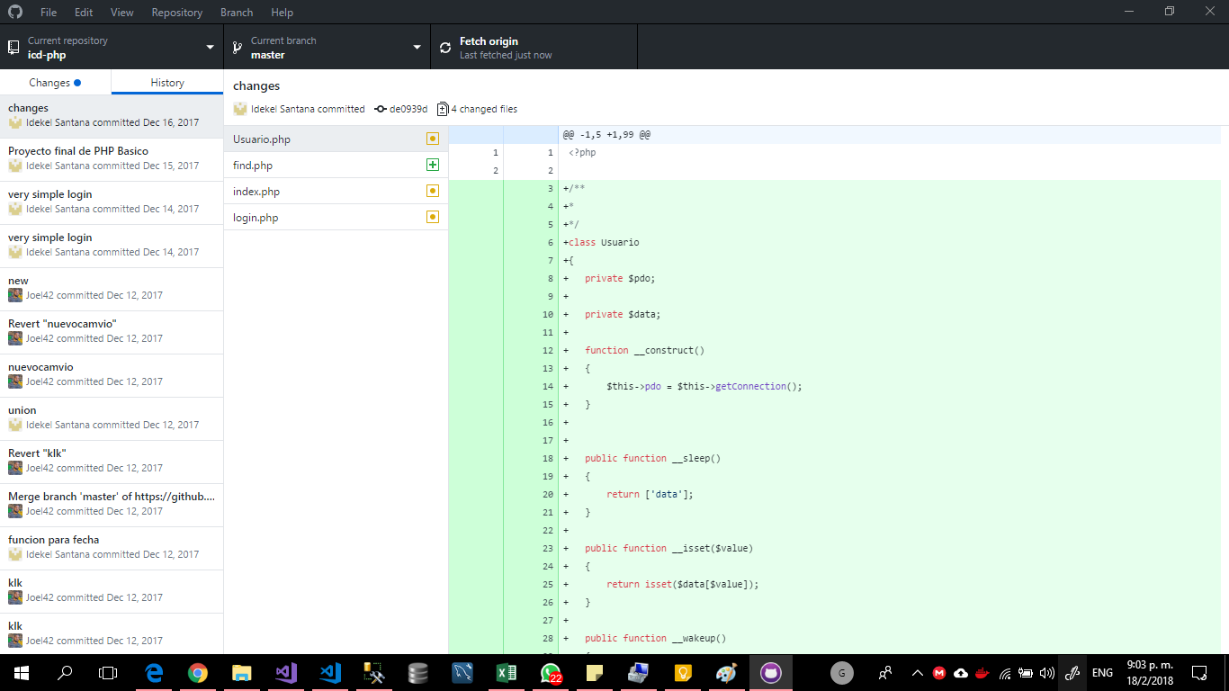 File Edit View Repository Branch Help
Current repository
icd-php
Current branch
master
Fetch origin
Last fetched just now
Changes
History
changes
Idekel Santana committed Dec 16, 2017
Proyecto final de PHP Basico
Idekel Santana committed Dec 15, 2017
very simple login
Idekel Santana committed Dec 14, 2017
very simple login
Idekel Santana committed Dec 14, 2017
new
Joel42 committed Dec 12, 2017
Revert "nuevocamvio"
Joel42 committed Dec 12, 2017
nuevocamvio
Joel42 committed Dec 12, 2017
union
Idekel Santana committed Dec 12, 2017
Revert "klk"
Joel42 committed Dec 12, 2017
Merge branch 'master' of https://github....
Joel42 committed Dec 12, 2017
funcion para fecha
Idekel Santana committed Dec 12, 2017
klk
Joel42 committed Dec 12, 2017
klk
Joel42 committed Dec 12, 2017
changes
Idekel Santana committed de0939d 4 changed files
Usuario.php
find.php
index.php
login.php
@@ -1,5 +1,99 @@
1 1 <?php
2 2
3 +/**
4 +*
5 +*/
6 +class Usuario
7 +{
8 + private $pdo;
9 +
10 + private $data;
11 +
12 + function __construct()
13 + {
14 + $this->pdo = $this->getConnection();
15 + }
16 +
17 +
18 + public function __sleep()
19 + {
20 + return ['data'];
21 + }
22 +
23 + public function __isset($value)
24 + {
25 + return isset($data[$value]);
26 + }
27 +
28 + public function __wakeup()
22
G
ENG
9:03 p. m.
18/2/2018